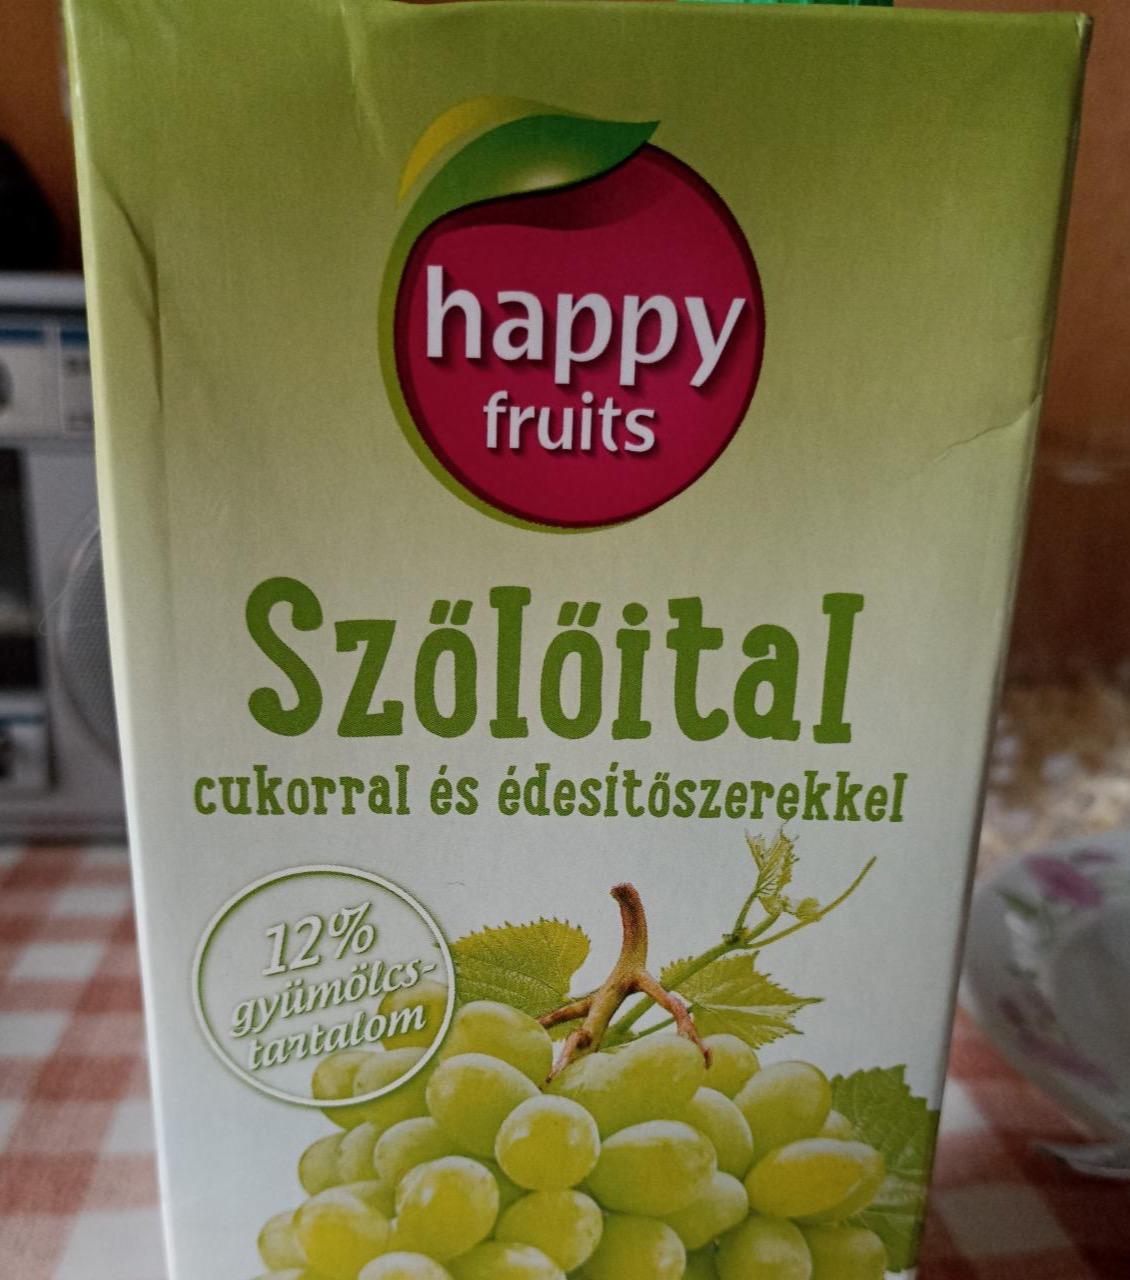 happy
fruits
Szőlőital
cukorral és édesítőszerekkel
12%
gyümölcs-
tartalom